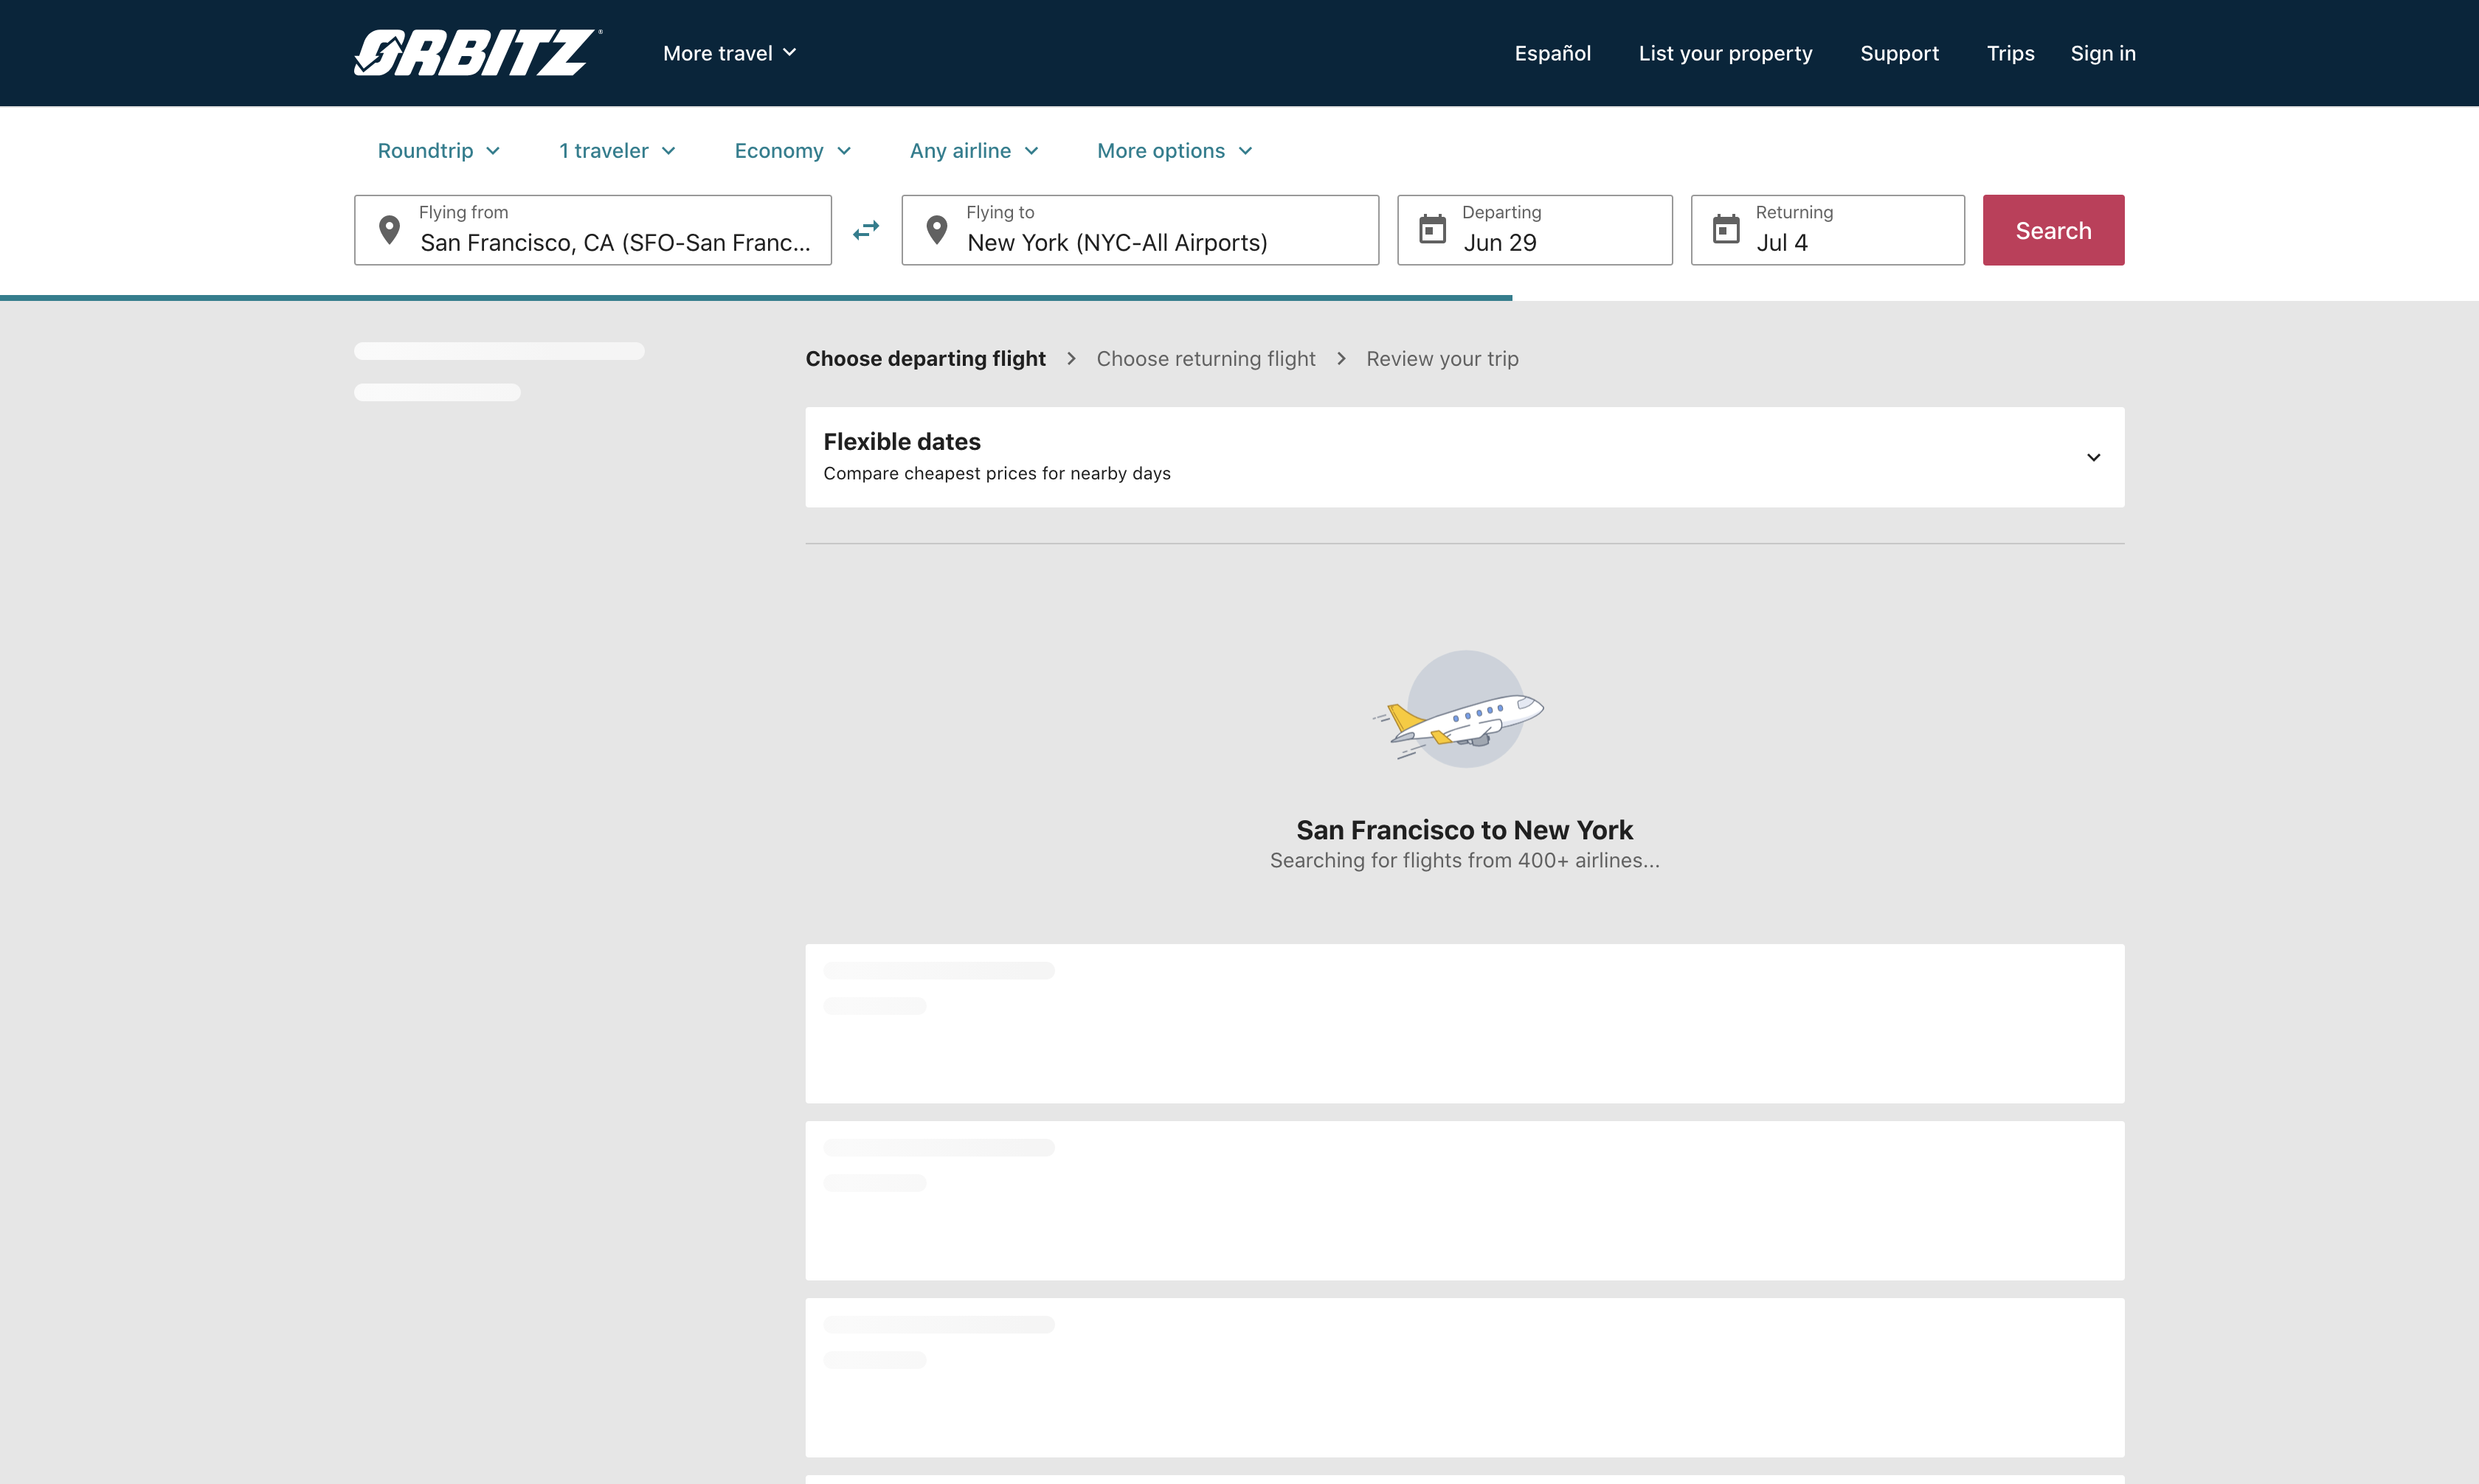 ORBITZ®
More travel
Español
List your property
Support
Trips
Sign in
Roundtrip
1 traveler
Economy
Any airline
More options
Flying from
San Francisco, CA (SFO-San Franc...
Flying to
New York (NYC-All Airports)
Departing
Jun 29
Returning
Jul 4
Search
Choose departing flight
Choose returning flight
Review your trip
Flexible dates
Compare cheapest prices for nearby days
San Francisco to New York
Searching for flights from 400+ airlines...